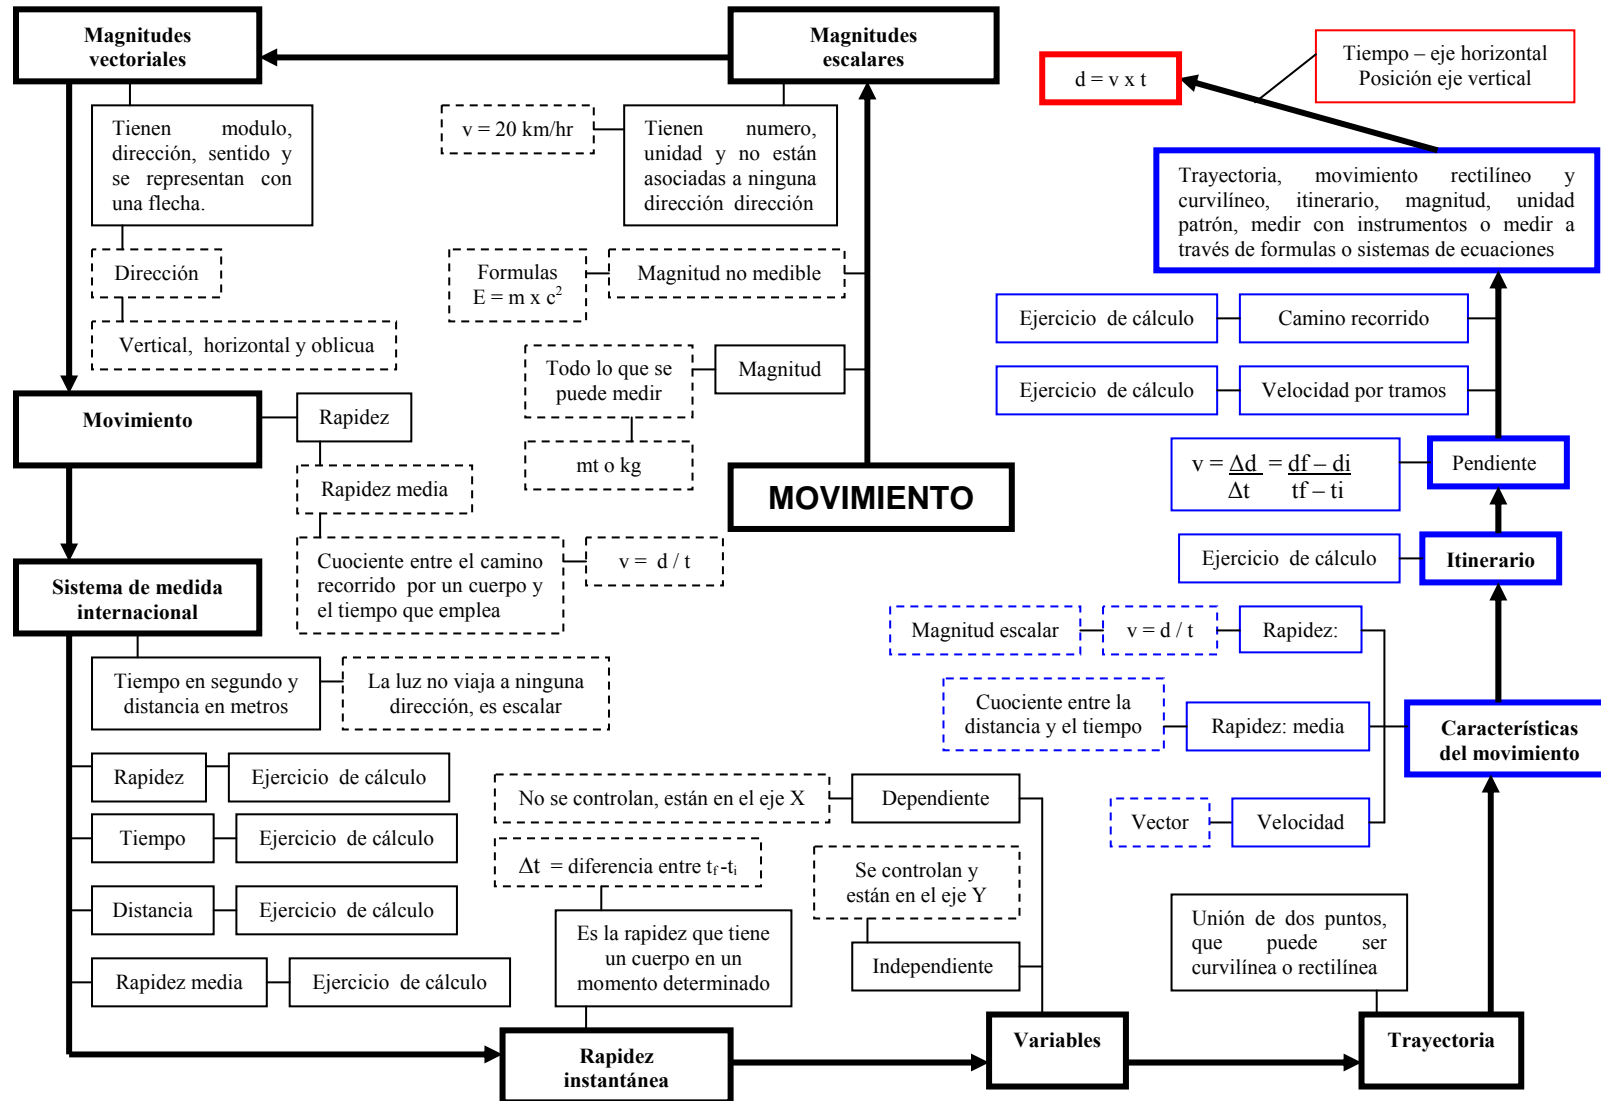 Magnitudes
vectoriales
Magnitudes
escalares
d = v x t
Tiempo – eje horizontal
Posición eje vertical
Tienen modulo,
dirección, sentido y
se representan con
una flecha.
v = 20 km/hr
Tienen numero,
unidad y no están
asociadas a ninguna
dirección dirección
Trayectoria, movimiento rectilíneo y
curvilíneo, itinerario, magnitud, unidad
patrón, medir con instrumentos o medir a
través de formulas o sistemas de ecuaciones
Dirección
Formulas
E = m x c²
Magnitud no medible
Vertical, horizontal y oblicua
Ejercicio de cálculo
Camino recorrido
Todo lo que se
puede medir
Magnitud
Ejercicio de cálculo
Velocidad por tramos
Movimiento
Rapidez
mt o kg
v = Δd = df – di
Δt tf – ti
Pendiente
Rapidez media
MOVIMIENTO
Cuociente entre el camino
recorrido por un cuerpo y
el tiempo que emplea
v = d / t
Ejercicio de cálculo
Itinerario
Sistema de medida
internacional
Magnitud escalar
v = d / t
Rapidez:
Tiempo en segundo y
distancia en metros
La luz no viaja a ninguna
dirección, es escalar
Cuociente entre la
distancia y el tiempo
Rapidez: media
Características
del movimiento
Rapidez
Ejercicio de cálculo
No se controlan, están en el eje X
Dependiente
Vector
Velocidad
Tiempo
Ejercicio de cálculo
Δt = diferencia entre tf-ti
Se controlan y
están en el eje Y
Distancia
Ejercicio de cálculo
Es la rapidez que tiene
un cuerpo en un
momento determinado
Independiente
Unión de dos puntos,
que puede ser
curvilínea o rectilínea
Rapidez media
Ejercicio de cálculo
Rapidez
instantánea
Variables
Trayectoria